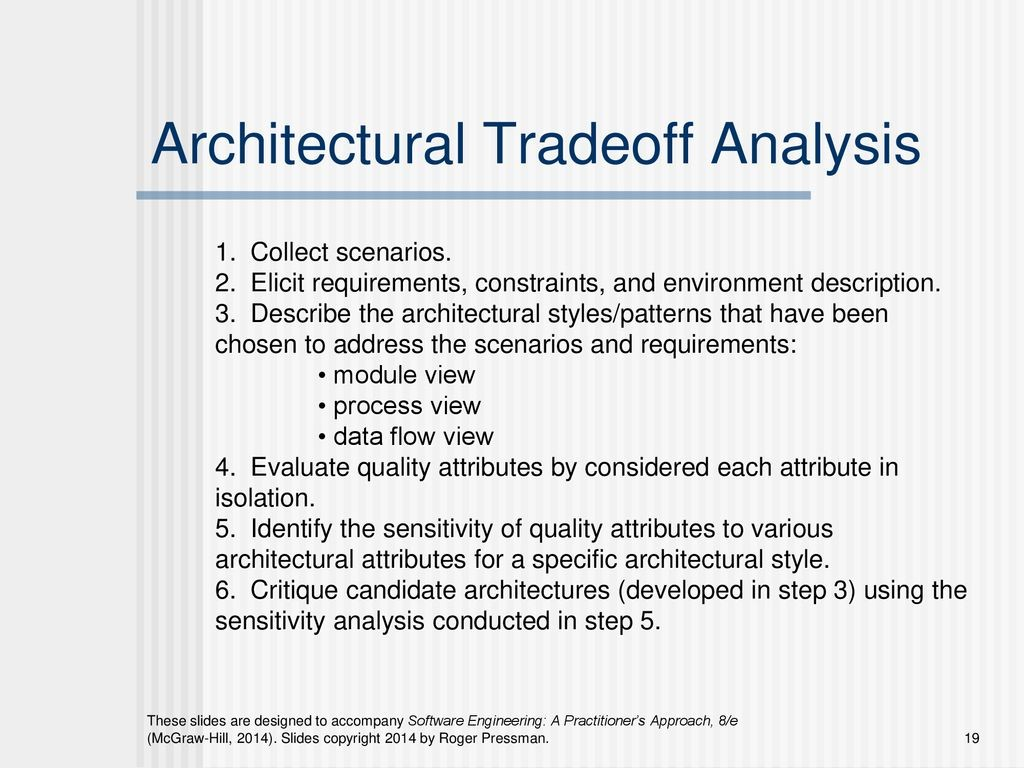 Architectural Tradeoff Analysis
1. Collect scenarios.
2. Elicit requirements, constraints, and environment description.
3. Describe the architectural styles/patterns that have been
chosen to address the scenarios and requirements:
• module view
• process view
• data flow view
4. Evaluate quality attributes by considered each attribute in
isolation.
5. Identify the sensitivity of quality attributes to various
architectural attributes for a specific architectural style.
6. Critique candidate architectures (developed in step 3) using the
sensitivity analysis conducted in step 5.
These slides are designed to accompany Software Engineering: A Practitioner’s Approach, 8/e
(McGraw-Hill, 2014). Slides copyright 2014 by Roger Pressman.
19